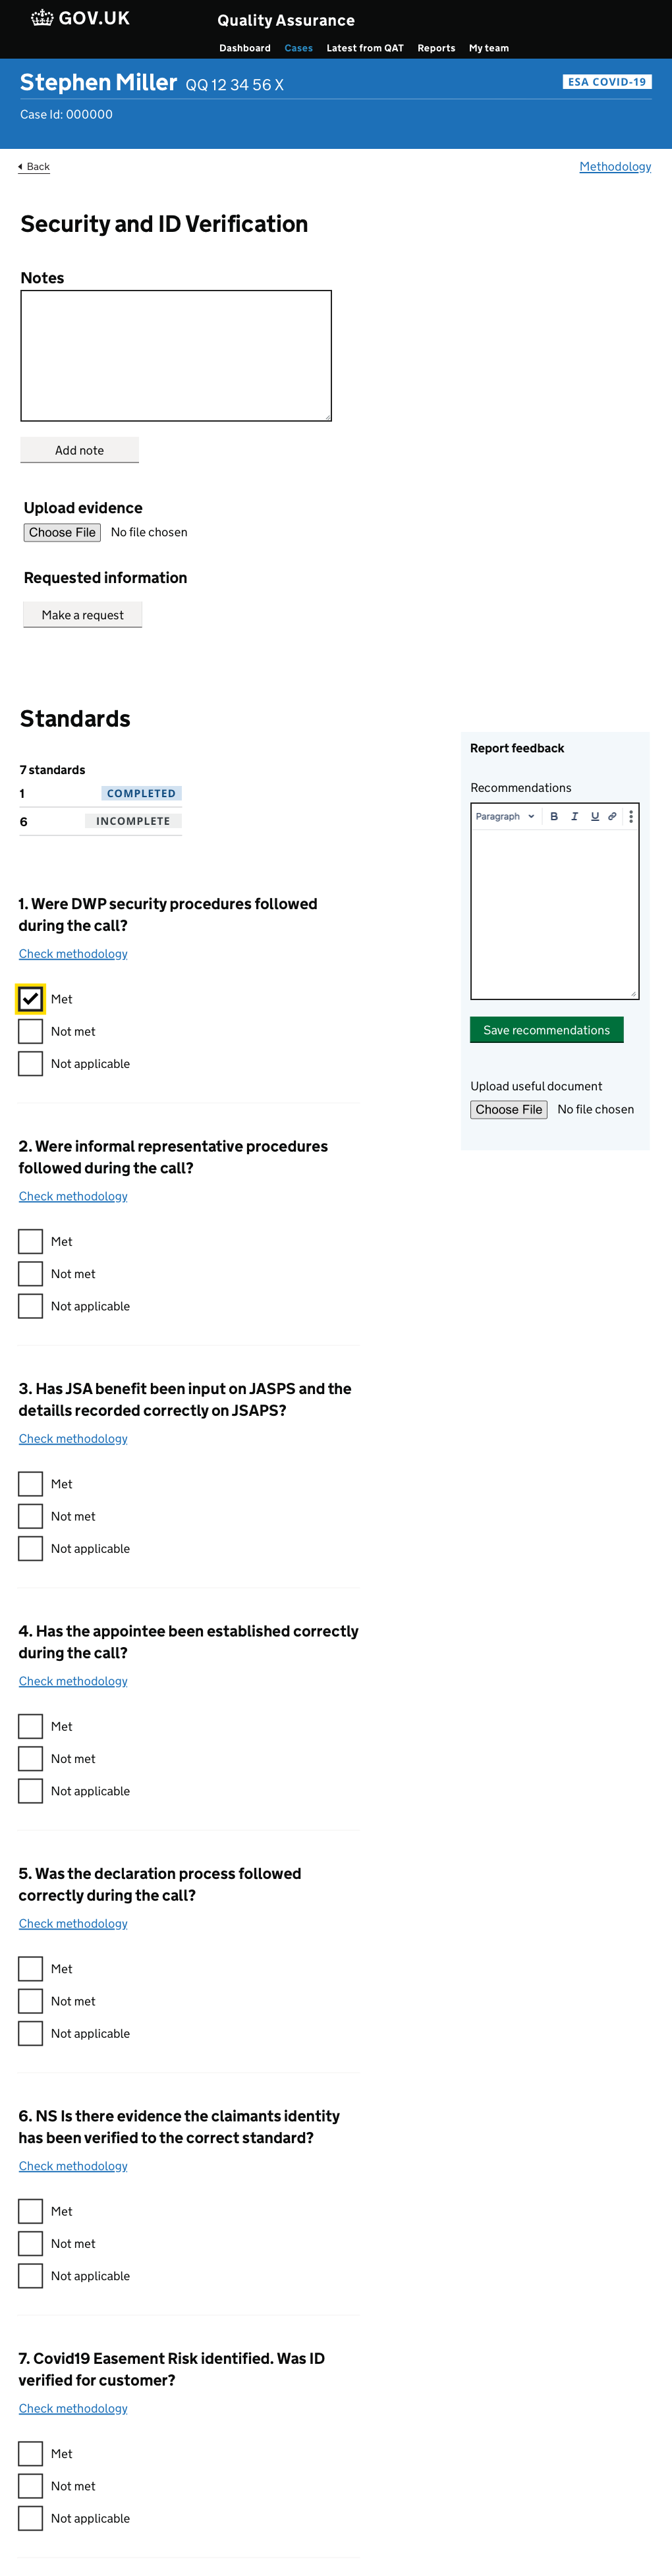 GOV.UK
Quality Assurance
Dashboard Cases Latest from QAT Reports My team
Stephen Miller QQ 12 34 56 X
ESA COVID-19
Case Id: 000000
Back
Methodology
Security and ID Verification
Notes
Add note
Upload evidence
Choose File No file chosen
Requested information
Make a request
Standards
7 standards
1 COMPLETED
6 INCOMPLETE
Report feedback
Recommendations
Paragraph B I U
Save recommendations
Upload useful document
Choose File No file chosen
1. Were DWP security procedures followed
during the call?
Check methodology
Met
Not met
Not applicable
2. Were informal representative procedures
followed during the call?
Check methodology
Met
Not met
Not applicable
3. Has JSA benefit been input on JASPS and the
detaills recorded correctly on JSAPS?
Check methodology
Met
Not met
Not applicable
4. Has the appointee been established correctly
during the call?
Check methodology
Met
Not met
Not applicable
5. Was the declaration process followed
correctly during the call?
Check methodology
Met
Not met
Not applicable
6. NS Is there evidence the claimants identity
has been verified to the correct standard?
Check methodology
Met
Not met
Not applicable
7. Covid19 Easement Risk identified. Was ID
verified for customer?
Check methodology
Met
Not met
Not applicable